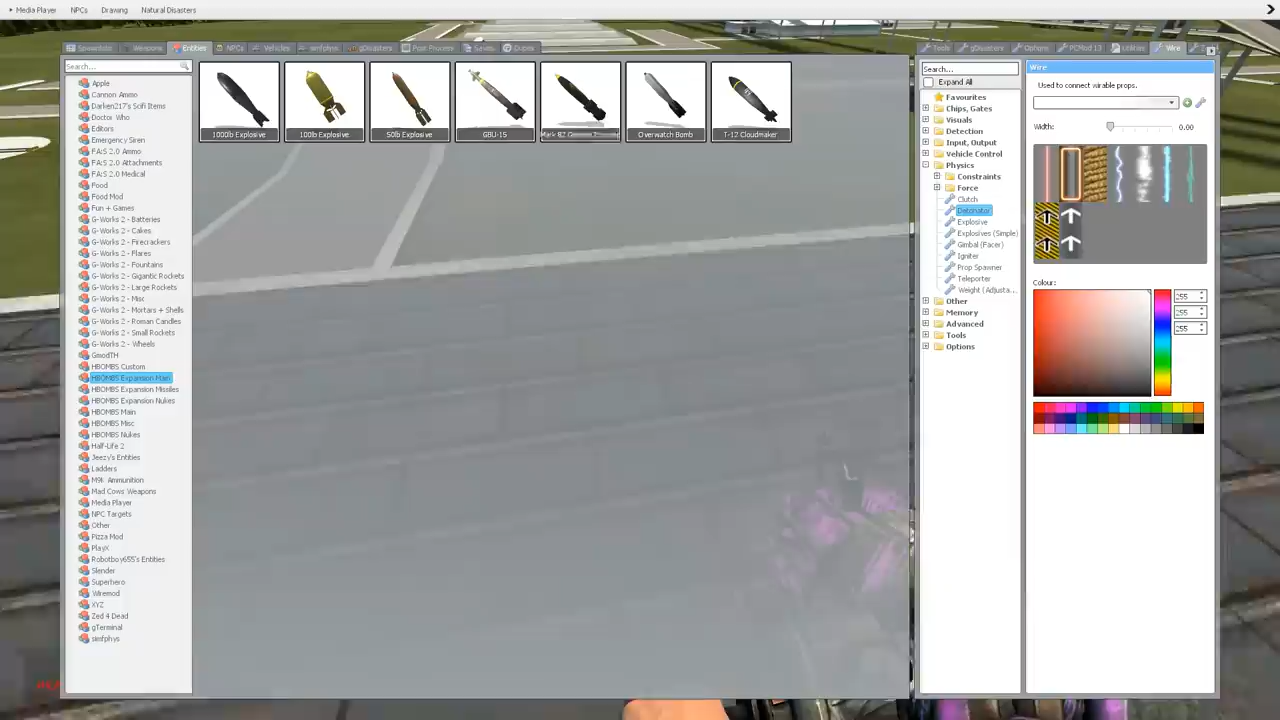 Media Player NPCs Drawing Natural Disasters
Spawnlists Weapons Entities NPCs Vehicles simfphys gDisasters Post Process Saves Dupes
Search...
Apple
Cannon Ammo
Darken217's Scifi Items
Doctor Who
Editors
Emergency Siren
FA:S 2.0 Ammo
FA:S 2.0 Attachments
FA:S 2.0 Medical
Food
Food Mod
Fun + Games
G-Works 2 - Batteries
G-Works 2 - Cakes
G-Works 2 - Firecrackers
G-Works 2 - Flares
G-Works 2 - Fountains
G-Works 2 - Gigantic Rockets
G-Works 2 - Large Rockets
G-Works 2 - Misc
G-Works 2 - Mortars + Shells
G-Works 2 - Roman Candles
G-Works 2 - Small Rockets
G-Works 2 - Wheels
GmodTH
HBOMBS Custom
HBOMBS Expansion Main
HBOMBS Expansion Missiles
HBOMBS Expansion Nukes
HBOMBS Main
HBOMBS Misc
HBOMBS Nukes
Half-Life 2
Jeezy's Entities
Ladders
M9k Ammunition
Mad Cows Weapons
Media Player
NPC Targets
Other
Pizza Mod
PlayX
Robotboy655's Entities
Slender
Superhero
Wiremod
XYZ
Zed 4 Dead
gTerminal
simfphys
1000lb Explosive 100lb Explosive 50lb Explosive GBU-15 Mark 82 Overwatch Bomb T-12 Cloudmaker
Tools gDisasters Options PCMod 13 Utilities Wire
Search...
Expand All
Favourites
Chips, Gates
Visuals
Detection
Input, Output
Vehicle Control
Physics
Constraints
Force
Clutch
Detonator
Explosive
Explosives (Simple)
Gimbal (Facer)
Igniter
Prop Spawner
Teleporter
Weight (Adjusta...
Other
Memory
Advanced
Tools
Options
Wire
Used to connect wirable props.
Width: 0.00
Colour:
255
255
255